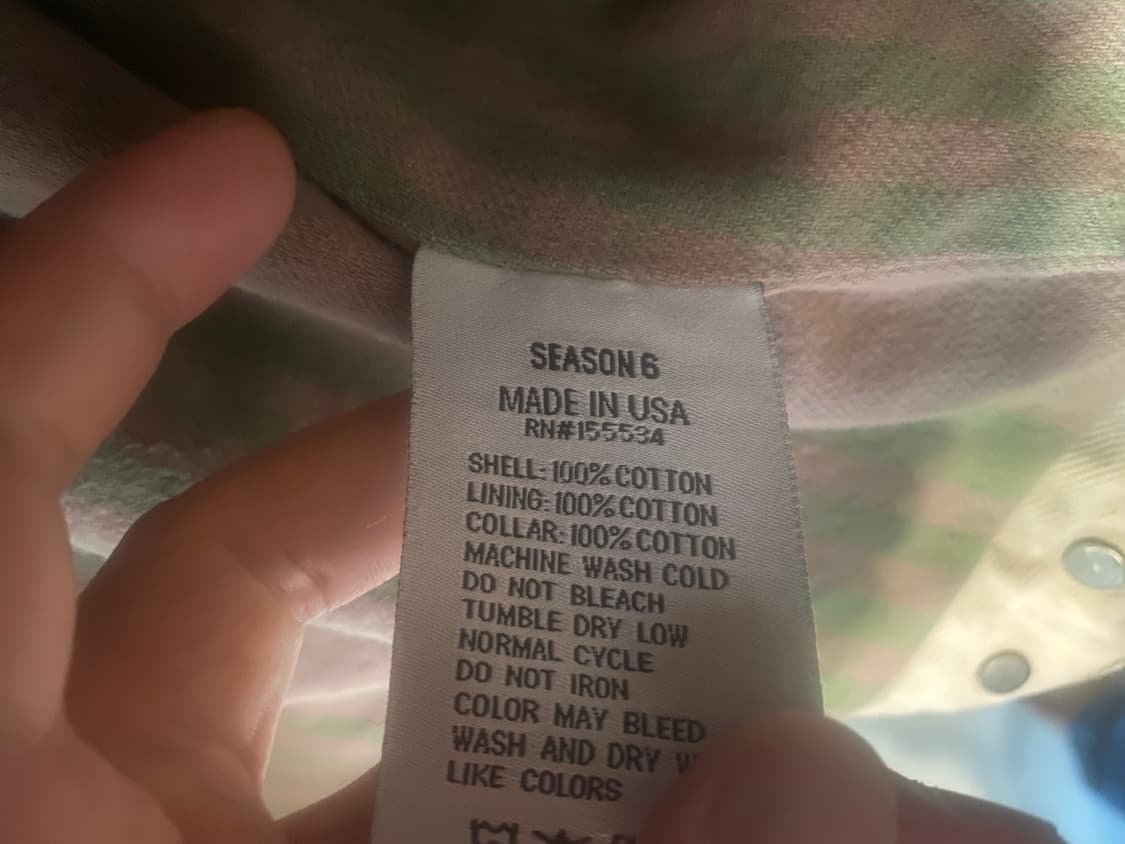 SEASON 6
MADE IN USA
RN#155534
SHELL: 100% COTTON
LINING: 100% COTTON
COLLAR: 100% COTTON
MACHINE WASH COLD
DO NOT BLEACH
TUMBLE DRY LOW
NORMAL CYCLE
DO NOT IRON
COLOR MAY BLEED
WASH AND DRY
LIKE COLORS